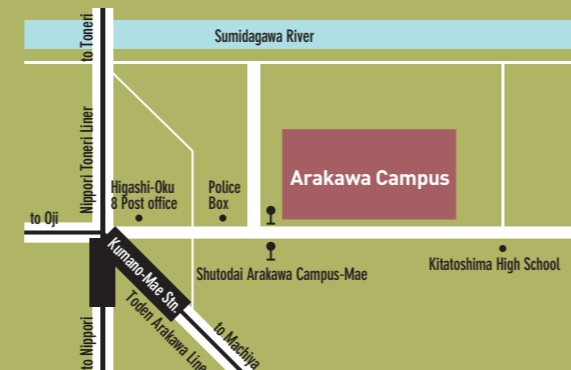 to Toneri
Sumidagawa River
Nippori Toneri Liner
Higashi-Oku
8 Post office
Police
Box
Arakawa Campus
to Oji
Kumano-Mae Stn.
Shutodai Arakawa Campus-Mae
Kitatoshima High School
Toden Arakawa Line
to Machiya
to Nippori